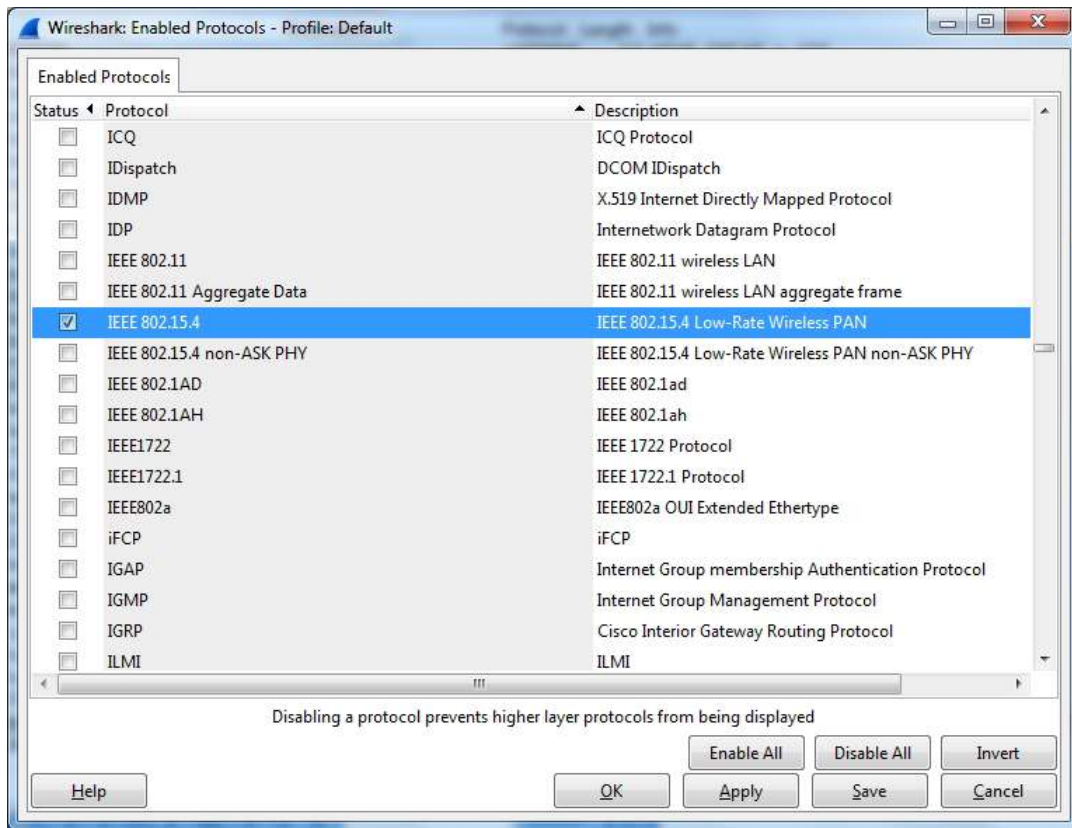 Wireshark: Enabled Protocols - Profile: Default
Enabled Protocols
Status Protocol Description
ICQ ICQ Protocol
IDispatch DCOM IDispatch
IDMP X.519 Internet Directly Mapped Protocol
IDP Internetwork Datagram Protocol
IEEE 802.11 IEEE 802.11 wireless LAN
IEEE 802.11 Aggregate Data IEEE 802.11 wireless LAN aggregate frame
IEEE 802.15.4 IEEE 802.15.4 Low-Rate Wireless PAN
IEEE 802.15.4 non-ASK PHY IEEE 802.15.4 Low-Rate Wireless PAN non-ASK PHY
IEEE 802.1AD IEEE 802.1ad
IEEE 802.1AH IEEE 802.1ah
IEEE1722 IEEE 1722 Protocol
IEEE1722.1 IEEE 1722.1 Protocol
IEEE802a IEEE802a OUI Extended Ethertype
iFCP iFCP
IGAP Internet Group membership Authentication Protocol
IGMP Internet Group Management Protocol
IGRP Cisco Interior Gateway Routing Protocol
ILMI ILMI
Disabling a protocol prevents higher layer protocols from being displayed
Enable All Disable All Invert
Help OK Apply Save Cancel